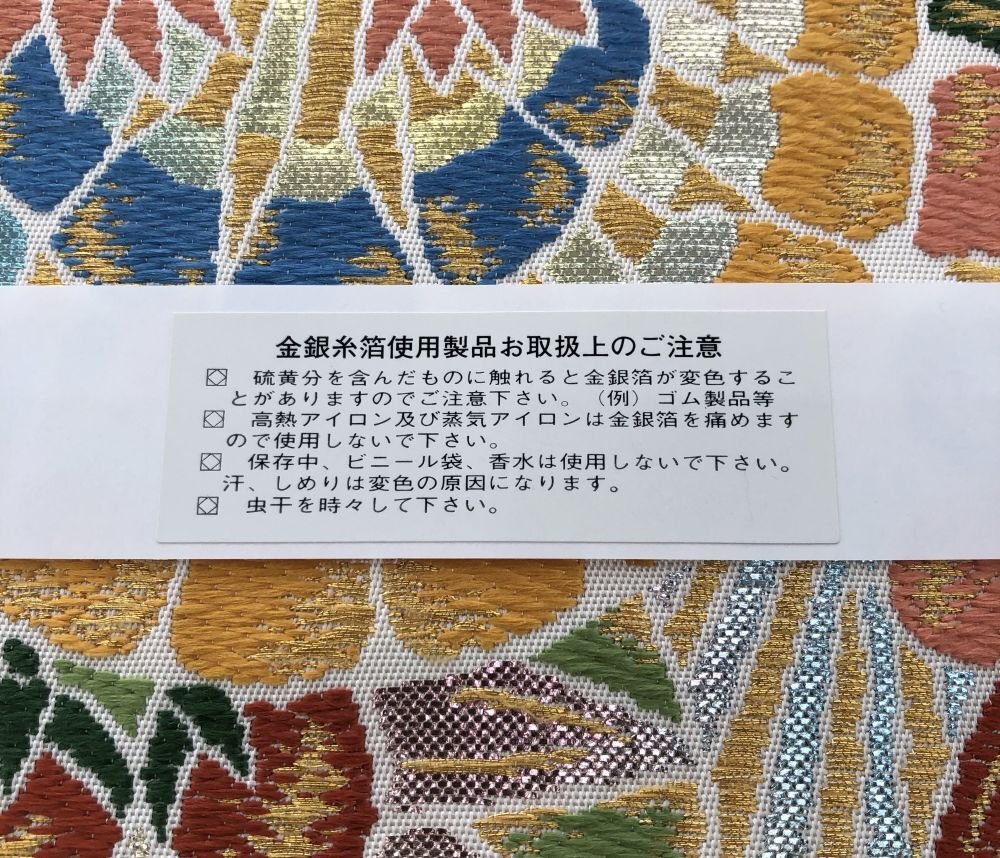 金銀糸箔使用製品お取扱上のご注意
◇ 硫黄分を含んだものに触れると金銀箔が変色するこ
とがありますのでご注意下さい。（例）ゴム製品等
◇ 高熱アイロン及び蒸気アイロンは金銀箔を痛めます
ので使用しないで下さい。
◇ 保存中、ビニール袋、香水は使用しないで下さい。
汗、しめりは変色の原因になります。
◇ 虫干を時々して下さい。